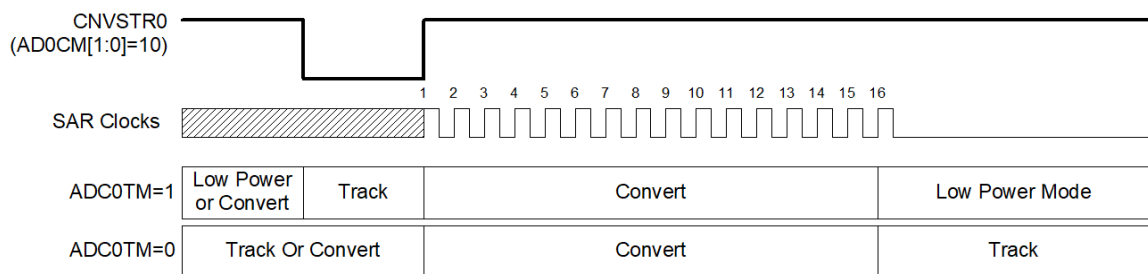 CNVSTR0
(AD0CM[1:0]=10)
1 2 3 4 5 6 7 8 9 10 11 12 13 14 15 16
SAR Clocks
ADC0TM=1
Low Power
or Convert
Track
Convert
Low Power Mode
ADC0TM=0
Track Or Convert
Convert
Track